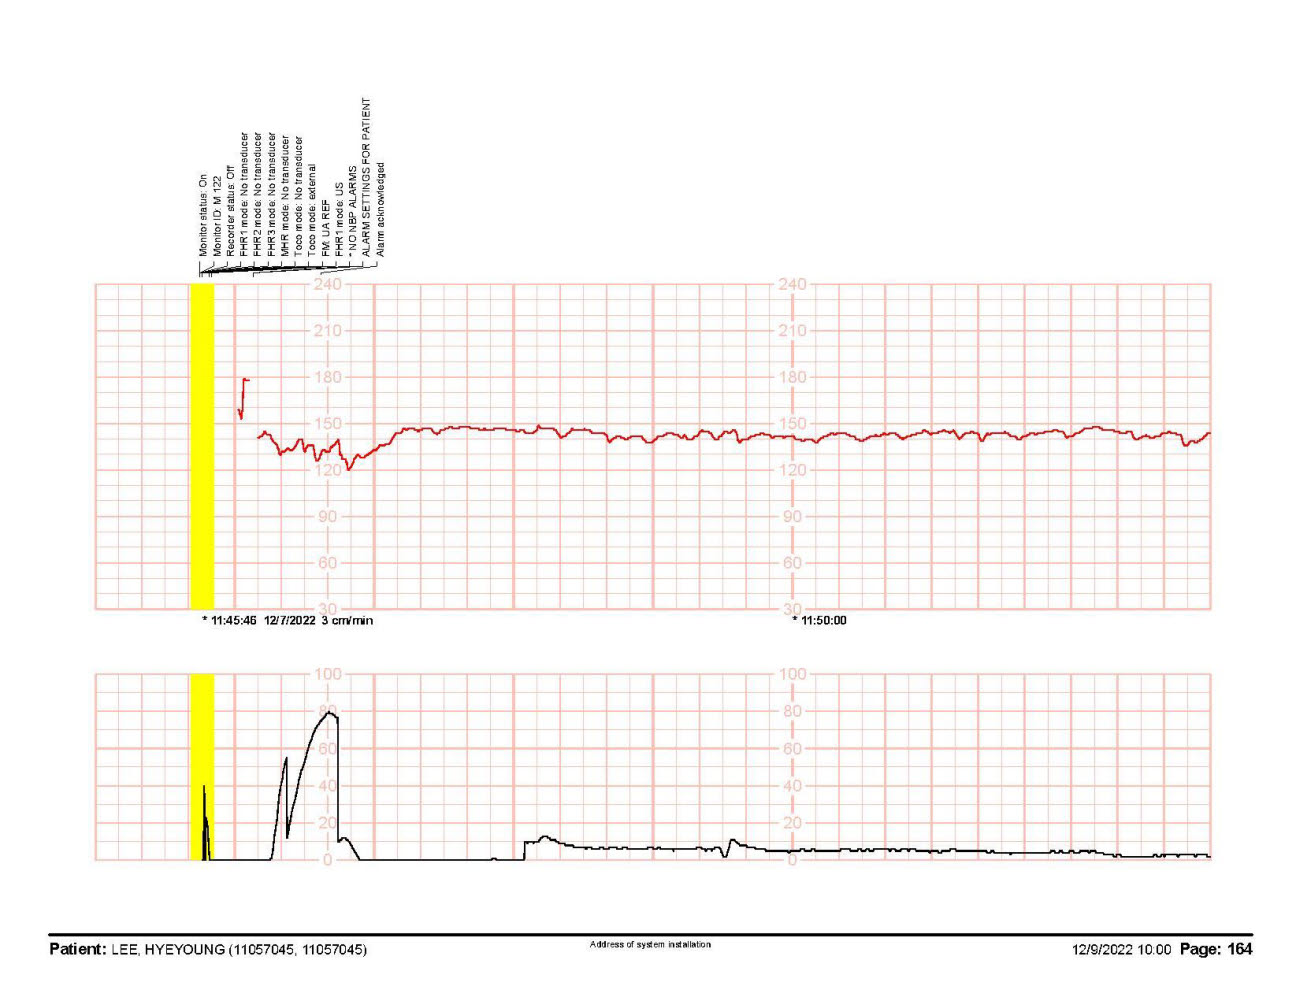 Monitor status: On
Monitor ID: M 122
Recorder status: Off
FHR1 mode: No transducer
FHR2 mode: No transducer
FHR3 mode: No transducer
MHR mode: No transducer
Toco mode: No transducer
Toco mode: external
FM: UA REF
FHR1 mode: US
* NO NBP ALARMS
ALARM SETTINGS FOR PATIENT
Alarm acknowledged
240 240
210 210
180 180
150 150
120 120
90 90
60 60
30 30
* 11:45:46 12/7/2022 3 cm/min * 11:50:00
100 100
80 80
60 60
40 40
20 20
0 0
Patient: LEE, HYEYOUNG (11057045, 11057045) Address of system installation 12/9/2022 10:00 Page: 164